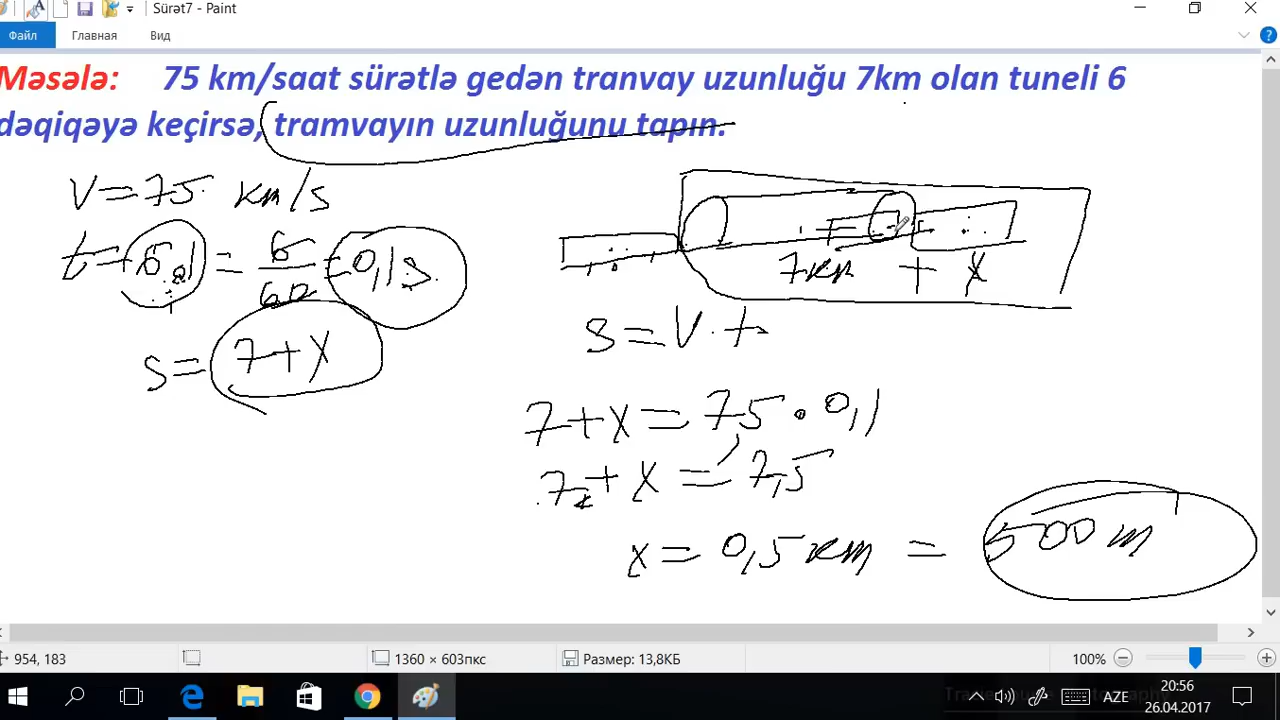 Sürət7 - Paint
Файл Главная Вид
Məsələ: 75 km/saat sürətlə gedən tranvay uzunluğu 7km olan tuneli 6
dəqiqəyə keçirsə, tramvayın uzunluğunu tapın.
V=75 km/s
t=6 = 6/60 = 0,1 s
7км + x
S=7+X
S=V·t
7+X=75·0,1
7+X=7,5
X=0,5 км = 500 m
954, 183
1360 × 603пкс
Размер: 13,8КБ
100%
AZE
20:56
26.04.2017